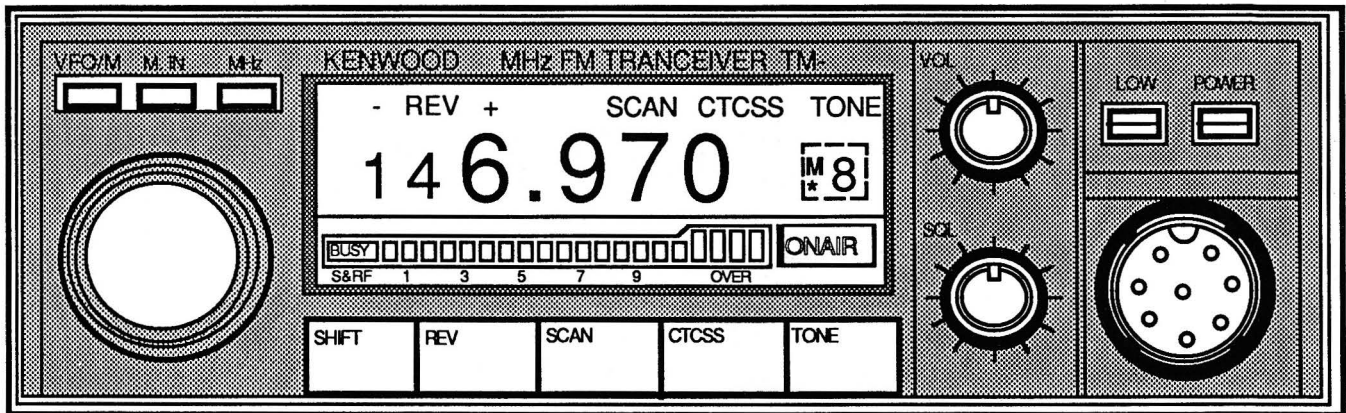 VFO/M M. IN MHz
KENWOOD MHz FM TRANCEIVER TM-
VOL
LOW POWER
- REV + SCAN CTCSS TONE
146.970
M
* 8
BUSY
ONAIR
S&RF 1 3 5 7 9 OVER
SQL
SHIFT REV SCAN CTCSS TONE